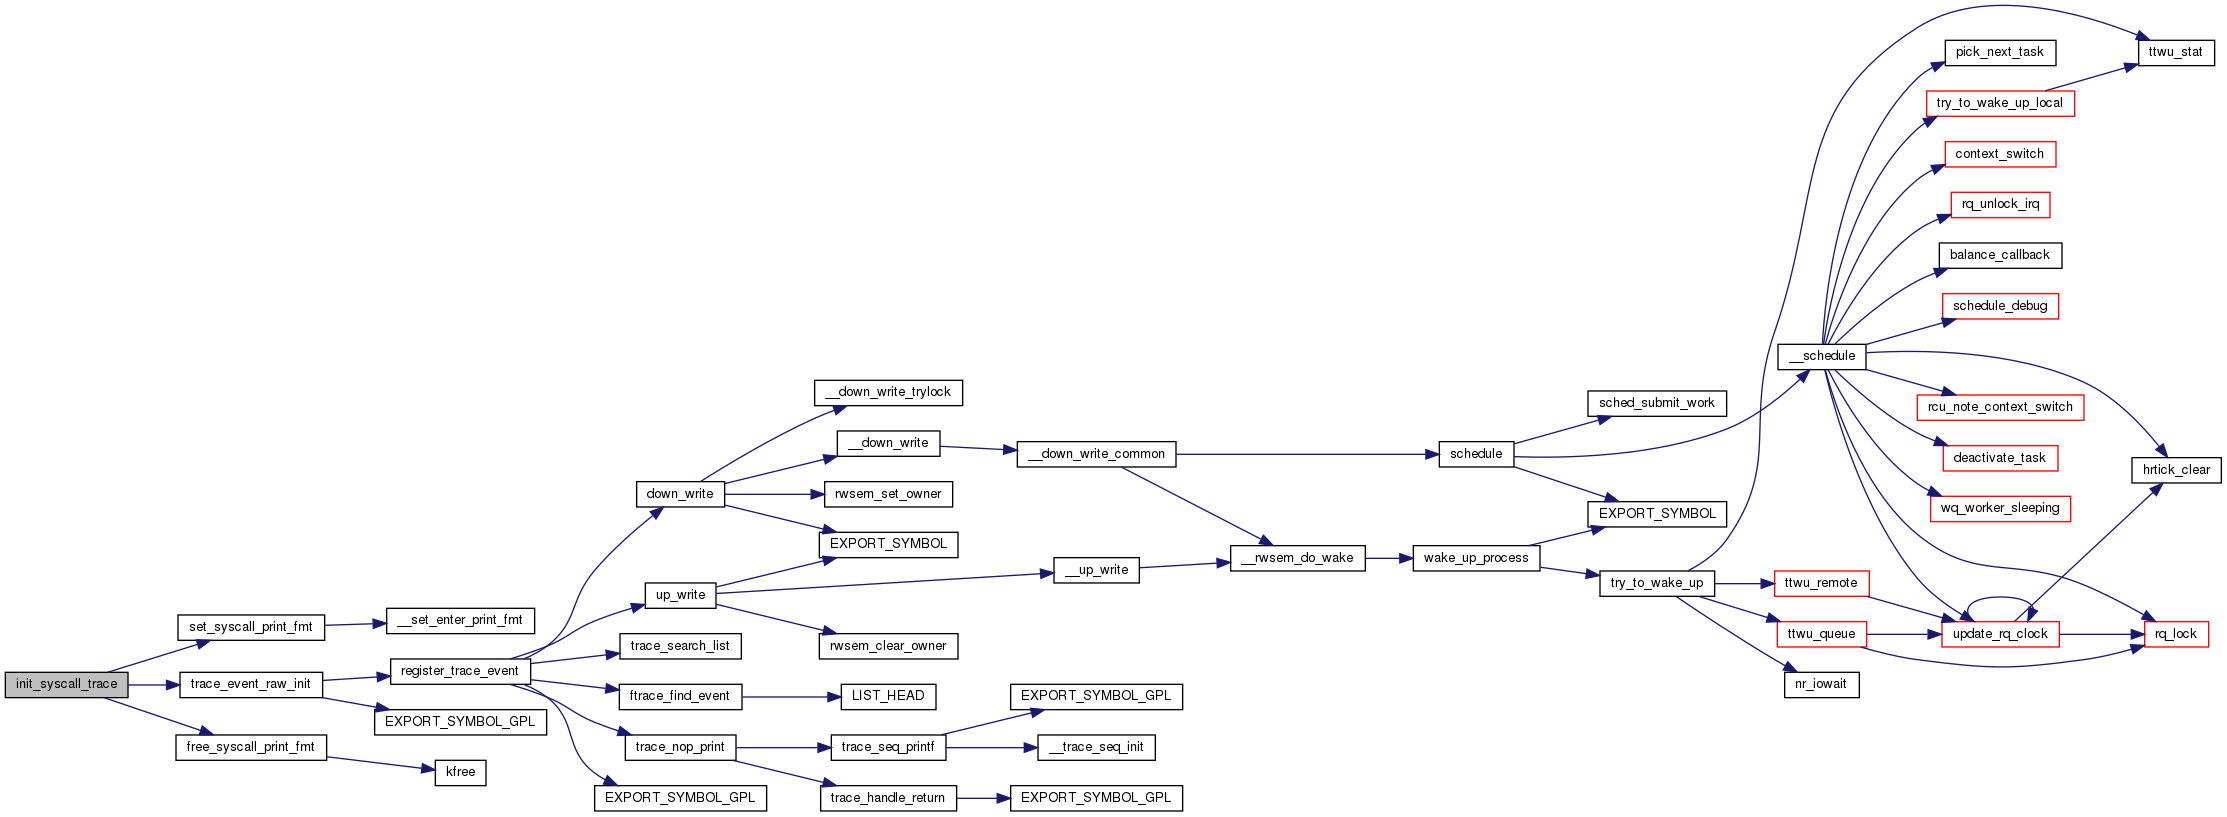 init_syscall_trace
set_syscall_print_fmt
trace_event_raw_init
free_syscall_print_fmt
__set_enter_print_fmt
register_trace_event
EXPORT_SYMBOL_GPL
kfree
down_write
up_write
trace_search_list
ftrace_find_event
trace_nop_print
EXPORT_SYMBOL_GPL
__down_write_trylock
__down_write
rwsem_set_owner
EXPORT_SYMBOL
rwsem_clear_owner
LIST_HEAD
trace_seq_printf
trace_handle_return
__down_write_common
__up_write
EXPORT_SYMBOL_GPL
__trace_seq_init
EXPORT_SYMBOL_GPL
__rwsem_do_wake
schedule
wake_up_process
sched_submit_work
EXPORT_SYMBOL
try_to_wake_up
__schedule
ttwu_remote
ttwu_queue
nr_iowait
pick_next_task
try_to_wake_up_local
context_switch
rq_unlock_irq
balance_callback
schedule_debug
rcu_note_context_switch
deactivate_task
wq_worker_sleeping
update_rq_clock
ttwu_stat
hrtick_clear
rq_lock